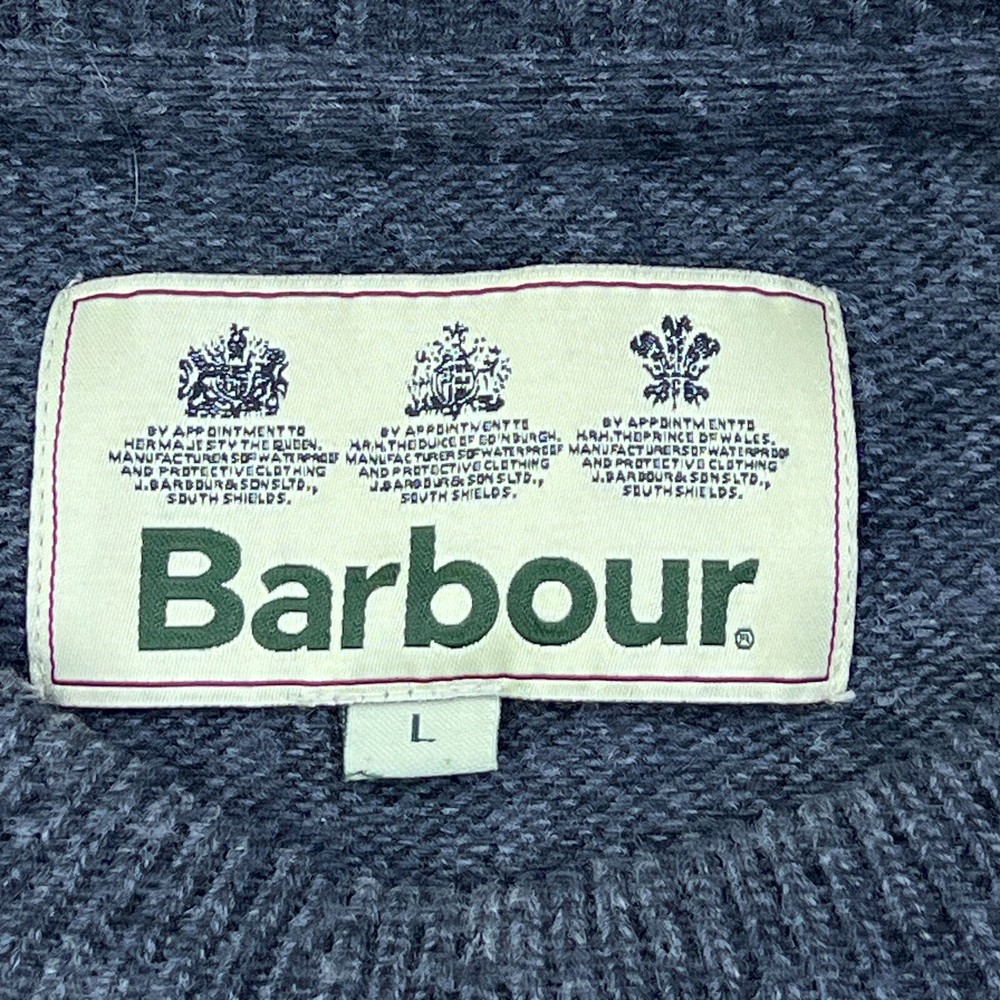 BY APPOINTMENT TO
HER MAJESTY THE QUEEN.
MANUFACTURERS OF WATERPROOF
AND PROTECTIVE CLOTHING
J. BARBOUR & SONS LTD.,
SOUTH SHIELDS.
BY APPOINTMENT TO
H.R.H. THE DUKE OF EDINBURGH.
MANUFACTURERS OF WATERPROOF
AND PROTECTIVE CLOTHING
J. BARBOUR & SONS LTD.,
SOUTH SHIELDS.
BY APPOINTMENT TO
H.R.H. THE PRINCE OF WALES.
MANUFACTURERS OF WATERPROOF
AND PROTECTIVE CLOTHING
J. BARBOUR & SONS LTD.,
SOUTH SHIELDS.
Barbour®
L